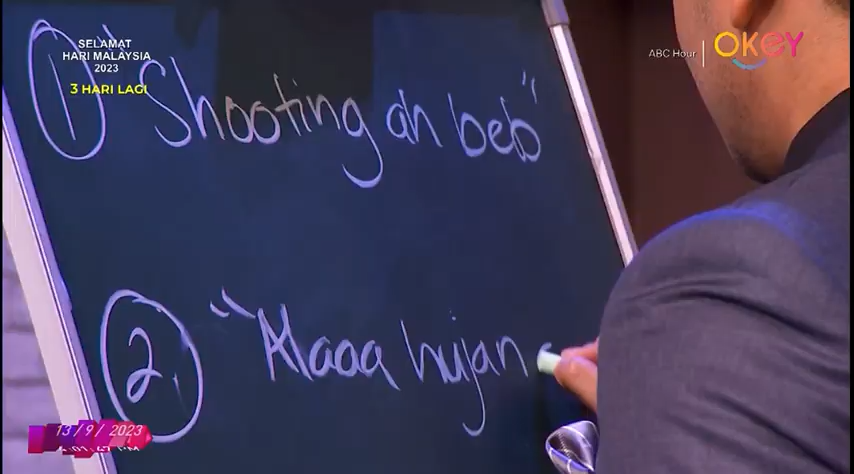 SELAMAT
HARI MALAYSIA
2023
3 HARI LAGI
ABC Hour | OKEY
1 "Shooting ah beb"
2. "Alaaa hujan
13/9/2023